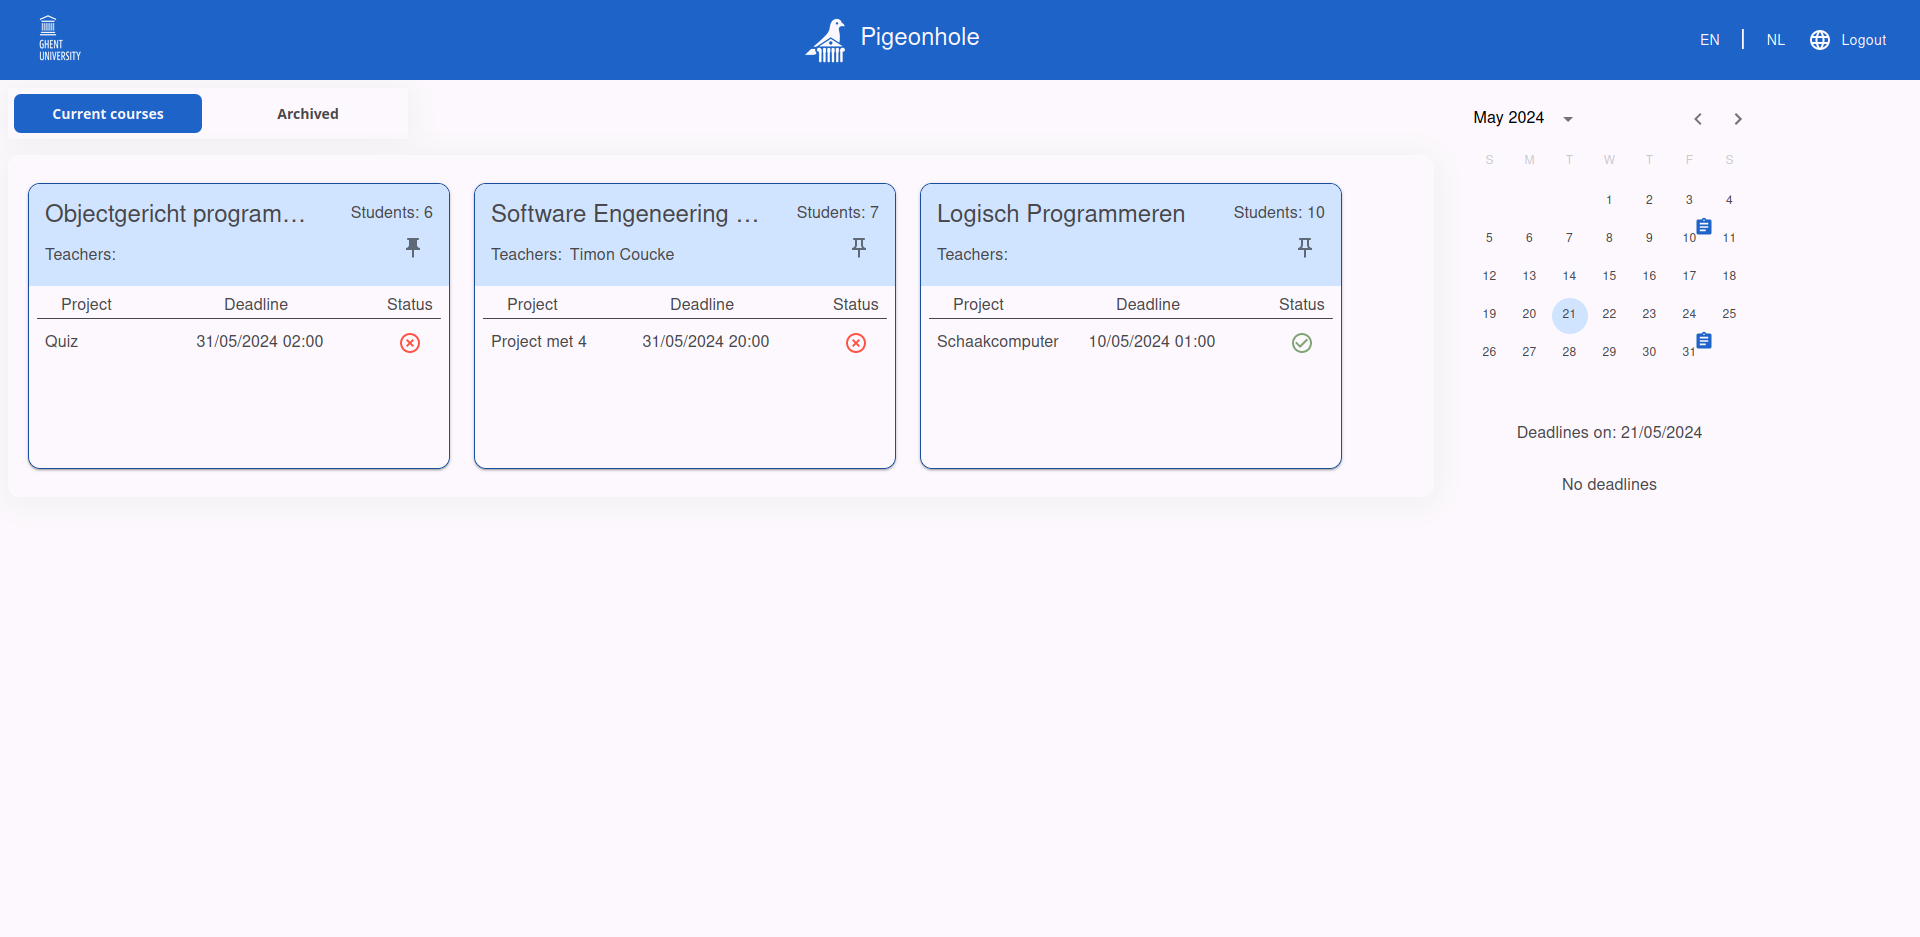 GHENT
UNIVERSITY
Pigeonhole
EN | NL Logout
Current courses Archived
Objectgericht program... Students: 6
Teachers:
Project Deadline Status
Quiz 31/05/2024 02:00
Software Engeneering ... Students: 7
Teachers: Timon Coucke
Project Deadline Status
Project met 4 31/05/2024 20:00
Logisch Programmeren Students: 10
Teachers:
Project Deadline Status
Schaakcomputer 10/05/2024 01:00
May 2024
S M T W T F S
1 2 3 4
5 6 7 8 9 10 11
12 13 14 15 16 17 18
19 20 21 22 23 24 25
26 27 28 29 30 31
Deadlines on: 21/05/2024
No deadlines